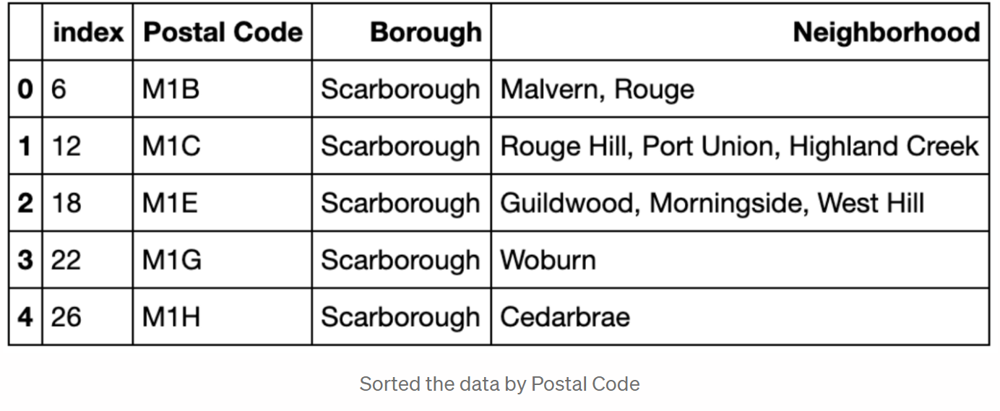 index Postal Code Borough Neighborhood
0 6 M1B Scarborough Malvern, Rouge
1 12 M1C Scarborough Rouge Hill, Port Union, Highland Creek
2 18 M1E Scarborough Guildwood, Morningside, West Hill
3 22 M1G Scarborough Woburn
4 26 M1H Scarborough Cedarbrae
Sorted the data by Postal Code